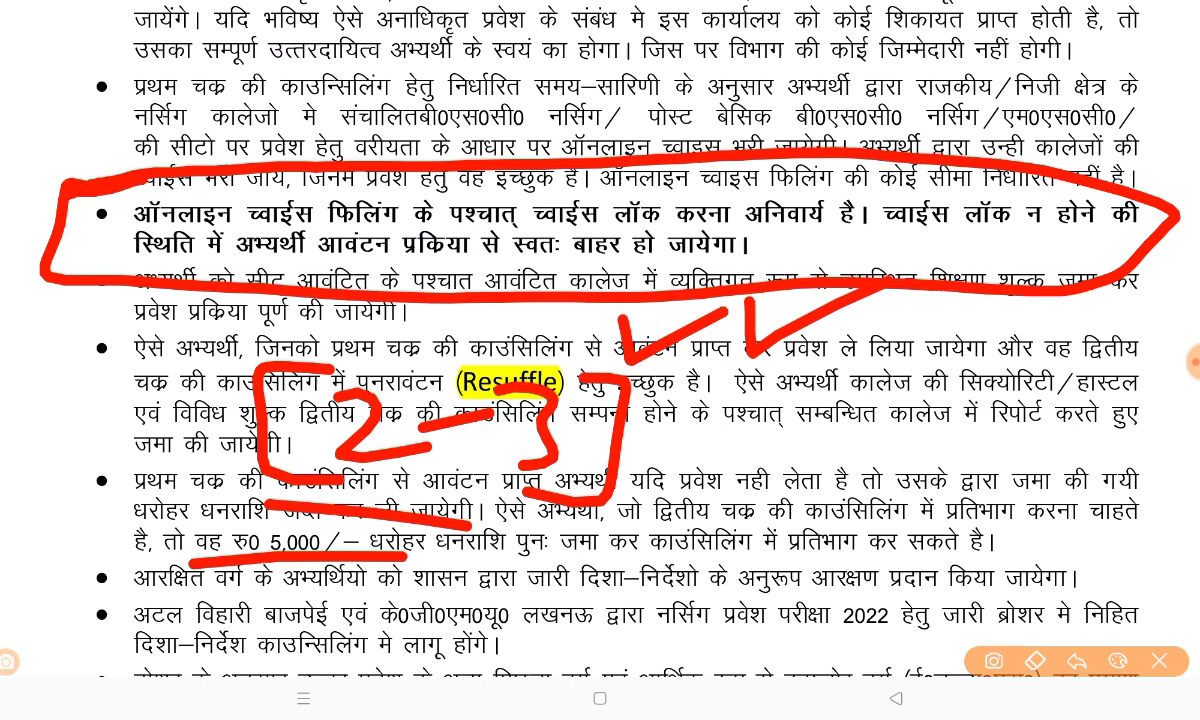 जायेंगे। यदि भविष्य ऐसे अनाधिकृत प्रवेश के संबंध मे इस कार्यालय को कोई शिकायत प्राप्त होती है, तो
उसका सम्पूर्ण उत्तरदायित्व अभ्यर्थी के स्वयं का होगा। जिस पर विभाग की कोई जिम्मेदारी नहीं होगी।
• प्रथम चक्र की काउन्सिलिंग हेतु निर्धारित समय–सारिणी के अनुसार अभ्यर्थी द्वारा राजकीय/निजी क्षेत्र के
नर्सिग कालेजो मे संचालितबी0एस0सी0 नर्सिग/ पोस्ट बेसिक बी0एस0सी0 नर्सिग/एम0एस0सी0/
की सीटो पर प्रवेश हेतु वरीयता के आधार पर ऑनलाइन च्वाइस भरी जायेगी। अभ्यर्थी द्वारा उन्ही कालेजों की
च्वाईस भरी जाये, जिनमें प्रवेश हेतु वह इच्छुक है। ऑनलाइन च्वाइस फिलिंग की कोई सीमा निर्धारित नहीं है।
• ऑनलाइन च्वाईस फिलिंग के पश्चात् च्वाईस लॉक करना अनिवार्य है। च्वाईस लॉक न होने की
स्थिति में अभ्यर्थी आवंटन प्रक्रिया से स्वतः बाहर हो जायेगा।
• अभ्यर्थी को सीट आवंटित के पश्चात आवंटित कालेज में व्यक्तिगत रूप से उपस्थित शिक्षण शुल्क जमा कर
प्रवेश प्रक्रिया पूर्ण की जायेगी।
• ऐसे अभ्यर्थी, जिनको प्रथम चक्र की काउंसिलिंग से आवंटन प्राप्त कर प्रवेश ले लिया जायेगा और वह द्वितीय
चक्र की काउंसिलिंग में पुनरावंटन (Resuffle) हेतु इच्छुक है। ऐसे अभ्यर्थी कालेज की सिक्योरिटी/हास्टल
एवं विविध शुल्क द्वितीय चक्र की काउंसिलिंग सम्पन्न होने के पश्चात् सम्बन्धित कालेज में रिपोर्ट करते हुए
2–3
जमा की जायेगी।
• प्रथम चक्र की काउंसिलिंग से आवंटन प्राप्त अभ्यर्थी यदि प्रवेश नही लेता है तो उसके द्वारा जमा की गयी
धरोहर धनराशि जब्त कर ली जायेगी। ऐसे अभ्यर्थी, जो द्वितीय चक्र की काउंसिलिंग में प्रतिभाग करना चाहते
है, तो वह रु0 5,000/– धरोहर धनराशि पुनः जमा कर काउंसिलिंग में प्रतिभाग कर सकते है।
• आरक्षित वर्ग के अभ्यर्थियो को शासन द्वारा जारी दिशा–निर्देशो के अनुरूप आरक्षण प्रदान किया जायेगा।
• अटल विहारी बाजपेई एवं के0जी0एम0यू0 लखनऊ द्वारा नर्सिग प्रवेश परीक्षा 2022 हेतु जारी ब्रोशर मे निहित
दिशा–निर्देश काउन्सिलिंग मे लागू होंगे।